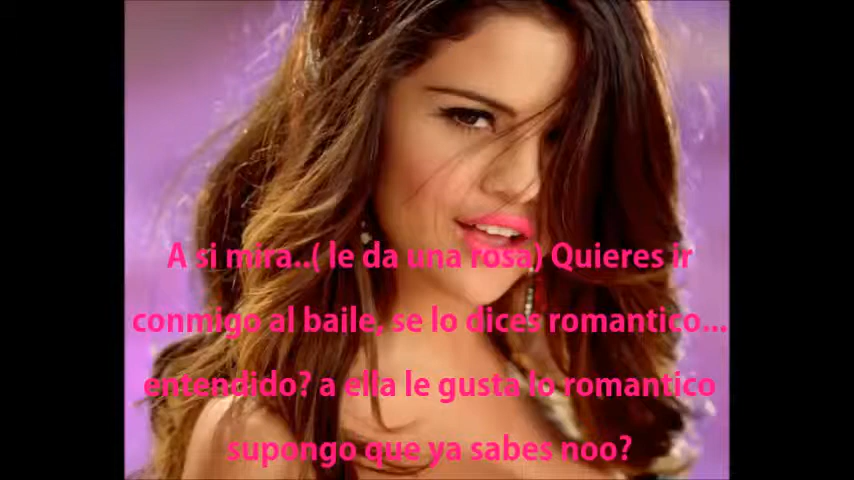 A si mira..( le da una rosa) Quieres ir
conmigo al baile, se lo dices romantico...
entendido? a ella le gusta lo romantico
supongo que ya sabes noo?